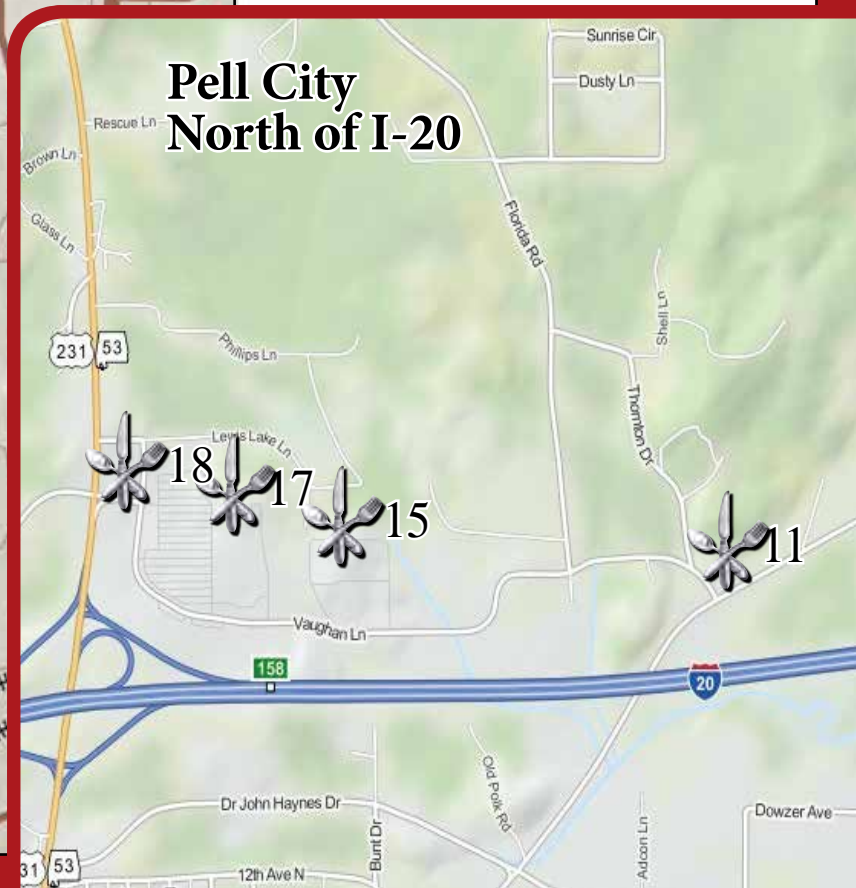 Pell City
North of I-20
Sunrise Cir
Dusty Ln
Rescue Ln
Brown Ln
Glass Ln
Florida Rd
Shell Ln
231
53
Phillips Ln
Thornton Dr
Lewis Lake Ln
18
17
15
11
Vaughan Ln
158
20
Old Polk Rd
Dr John Haynes Dr
Bunt Dr
Adcon Ln
Dowzer Ave
31
53
12th Ave N